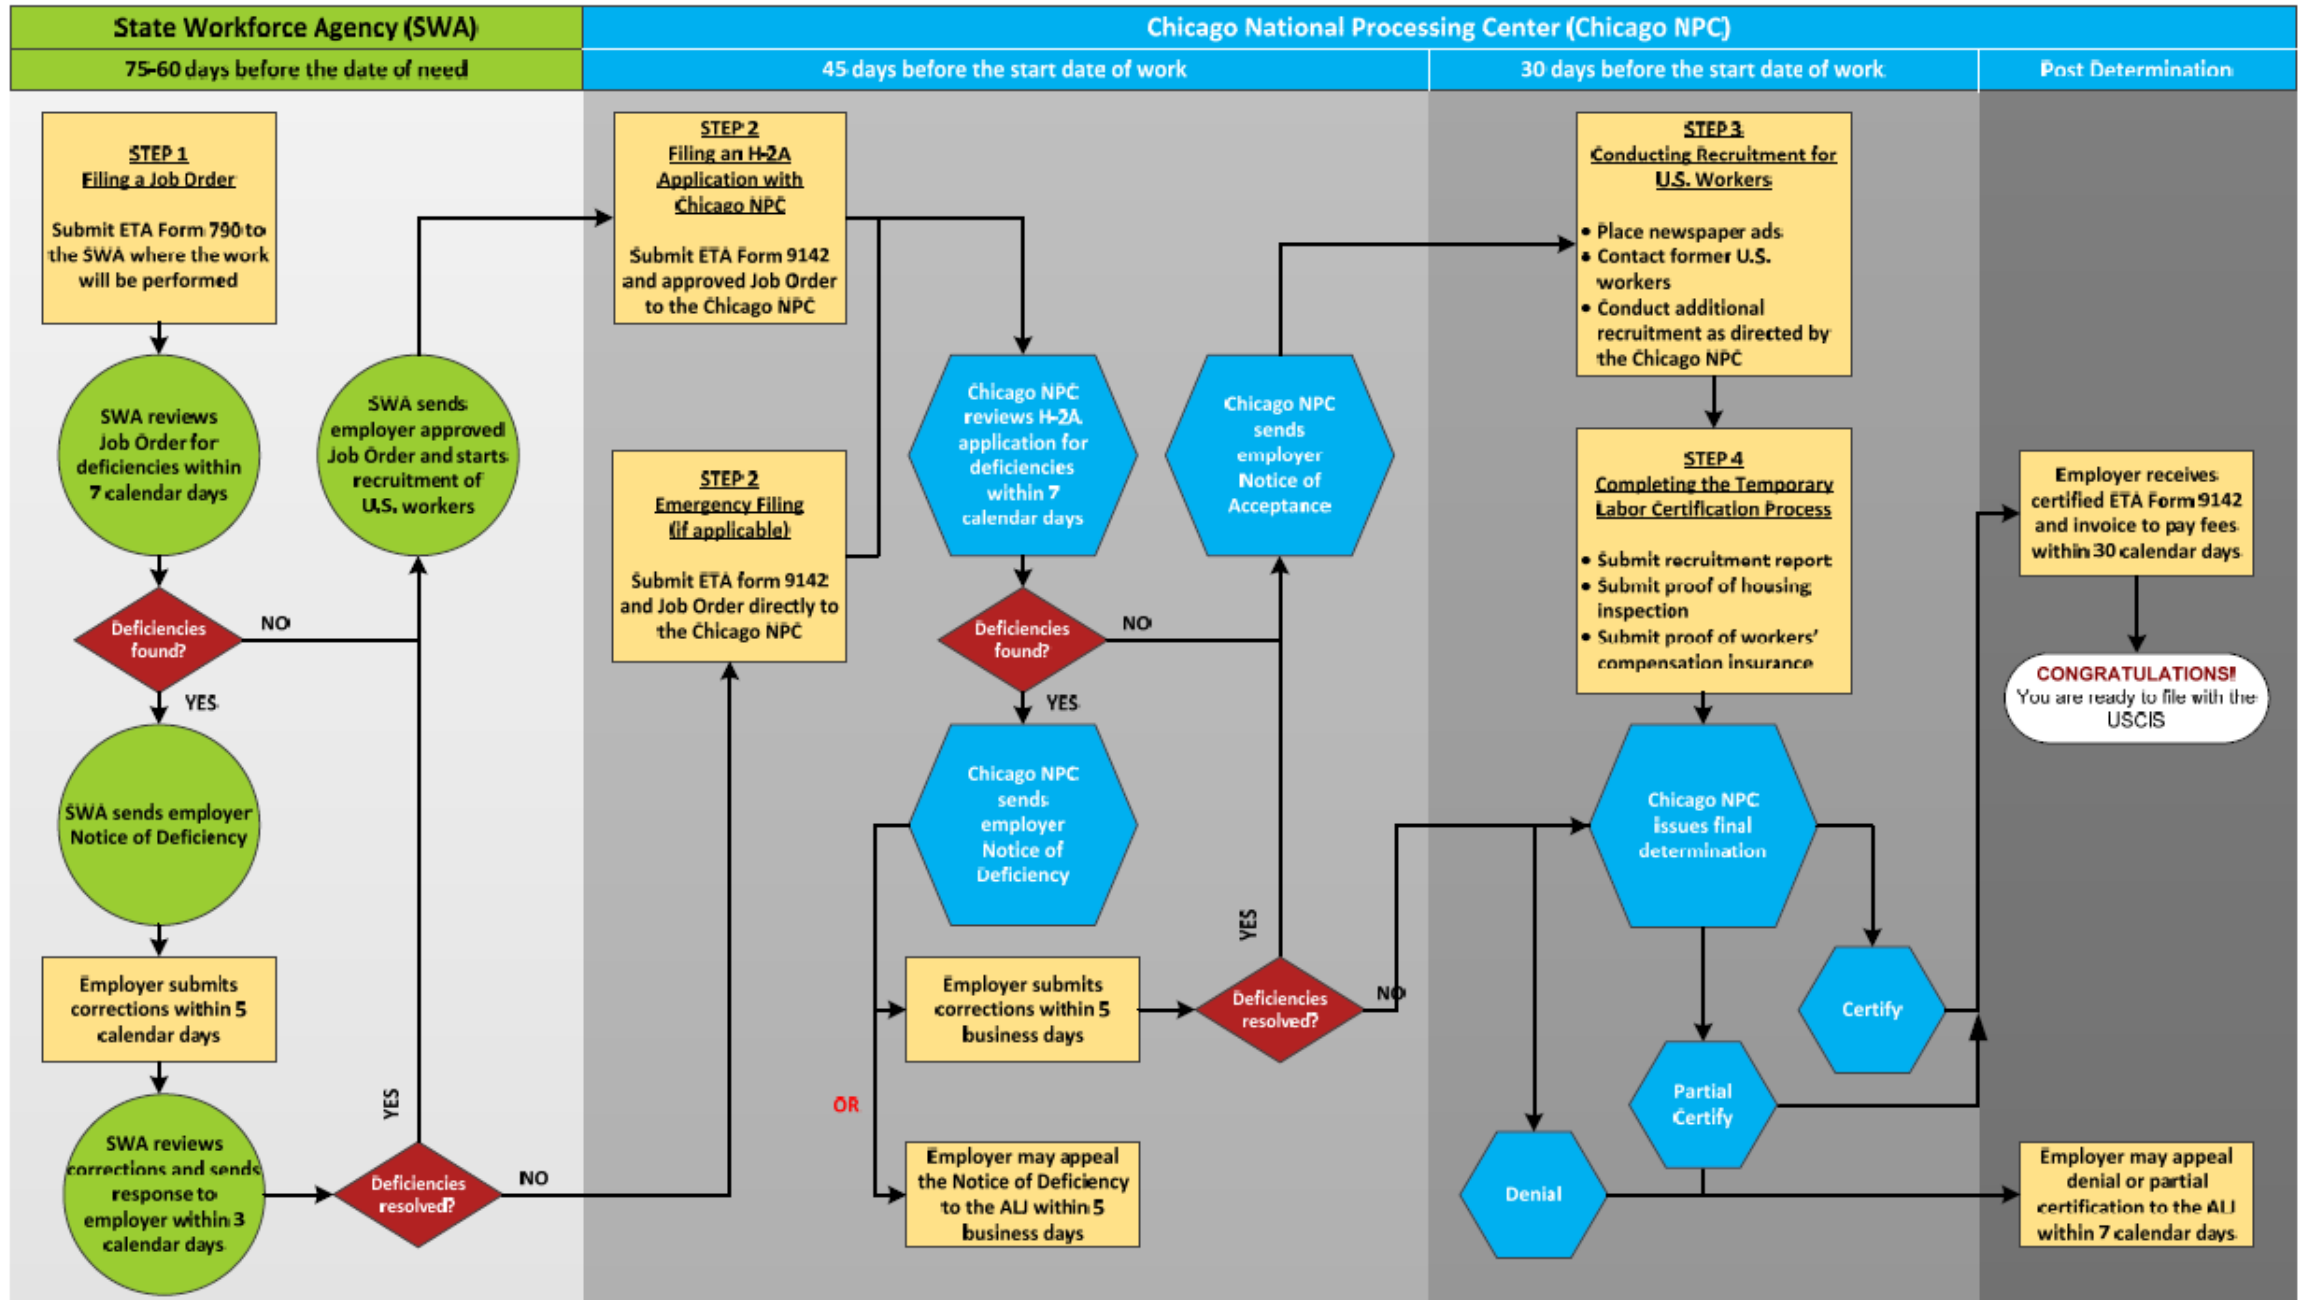 State Workforce Agency (SWA)
Chicago National Processing Center (Chicago NPC)
75-60 days before the date of need
45 days before the start date of work
30 days before the start date of work
Post Determination
STEP 1
Filing a Job Order
Submit ETA Form 790 to
the SWA where the work
will be performed
SWA reviews
Job Order for
deficiencies within
7 calendar days
Deficiencies
found?
NO
YES
SWA sends employer
Notice of Deficiency
Employer submits
corrections within 5
calendar days
SWA reviews
corrections and sends
response to
employer within 3
calendar days
Deficiencies
resolved?
YES
NO
SWA sends
employer approved
Job Order and starts
recruitment of
U.S. workers
STEP 2
Filing an H-2A
Application with
Chicago NPC
Submit ETA Form 9142
and approved Job Order
to the Chicago NPC
STEP 2
Emergency Filing
(if applicable)
Submit ETA form 9142
and Job Order directly to
the Chicago NPC
Chicago NPC
reviews H-2A
application for
deficiencies
within 7
calendar days
Deficiencies
found?
NO
YES
Chicago NPC
sends
employer
Notice of
Deficiency
OR
Employer submits
corrections within 5
business days
Employer may appeal
the Notice of Deficiency
to the ALJ within 5
business days
Deficiencies
resolved?
YES
NO
Chicago NPC
sends
employer
Notice of
Acceptance
STEP 3
Conducting Recruitment for
U.S. Workers
• Place newspaper ads
• Contact former U.S.
workers
• Conduct additional
recruitment as directed by
the Chicago NPC
STEP 4
Completing the Temporary
Labor Certification Process
• Submit recruitment report
• Submit proof of housing
inspection
• Submit proof of workers'
compensation insurance
Chicago NPC
issues final
determination
Certify
Partial
Certify
Denial
Employer receives
certified ETA Form 9142
and invoice to pay fees
within 30 calendar days
CONGRATULATIONS!!
You are ready to file with the
USCIS
Employer may appeal
denial or partial
certification to the ALJ
within 7 calendar days